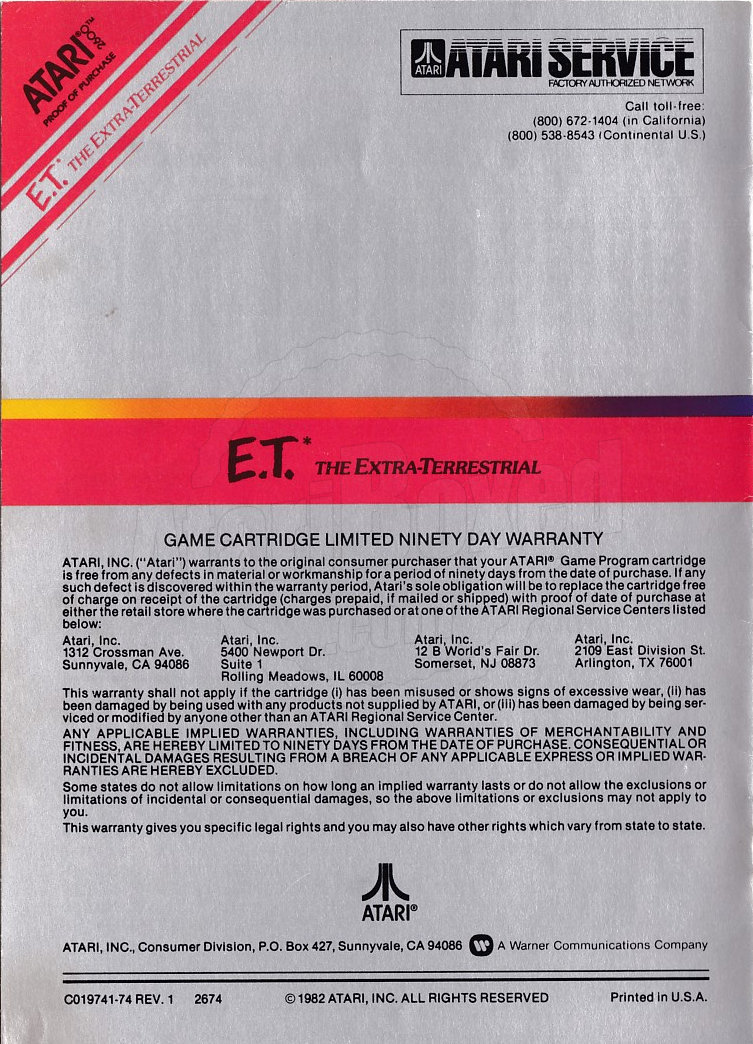 ATARI® 2600™
PROOF OF PURCHASE
E.T.* THE EXTRA-TERRESTRIAL
ATARI
ATARI SERVICE
FACTORY AUTHORIZED NETWORK
Call toll-free:
(800) 672-1404 (in California)
(800) 538-8543 (Continental U.S.)
E.T.* THE EXTRA-TERRESTRIAL
GAME CARTRIDGE LIMITED NINETY DAY WARRANTY
ATARI, INC. ("Atari") warrants to the original consumer purchaser that your ATARI® Game Program cartridge
is free from any defects in material or workmanship for a period of ninety days from the date of purchase. If any
such defect is discovered within the warranty period, Atari's sole obligation will be to replace the cartridge free
of charge on receipt of the cartridge (charges prepaid, if mailed or shipped) with proof of date of purchase at
either the retail store where the cartridge was purchased or at one of the ATARI Regional Service Centers listed
below:
Atari, Inc.
1312 Crossman Ave.
Sunnyvale, CA 94086
Atari, Inc.
5400 Newport Dr.
Suite 1
Rolling Meadows, IL 60008
Atari, Inc.
12 B World's Fair Dr.
Somerset, NJ 08873
Atari, Inc.
2109 East Division St.
Arlington, TX 76001
This warranty shall not apply if the cartridge (i) has been misused or shows signs of excessive wear, (ii) has
been damaged by being used with any products not supplied by ATARI, or (iii) has been damaged by being ser-
viced or modified by anyone other than an ATARI Regional Service Center.
ANY APPLICABLE IMPLIED WARRANTIES, INCLUDING WARRANTIES OF MERCHANTABILITY AND
FITNESS, ARE HEREBY LIMITED TO NINETY DAYS FROM THE DATE OF PURCHASE. CONSEQUENTIAL OR
INCIDENTAL DAMAGES RESULTING FROM A BREACH OF ANY APPLICABLE EXPRESS OR IMPLIED WAR-
RANTIES ARE HEREBY EXCLUDED.
Some states do not allow limitations on how long an implied warranty lasts or do not allow the exclusions or
limitations of incidental or consequential damages, so the above limitations or exclusions may not apply to
you.
This warranty gives you specific legal rights and you may also have other rights which vary from state to state.
ATARI®
ATARI, INC., Consumer Division, P.O. Box 427, Sunnyvale, CA 94086 A Warner Communications Company
C019741-74 REV. 1 2674 © 1982 ATARI, INC. ALL RIGHTS RESERVED Printed in U.S.A.